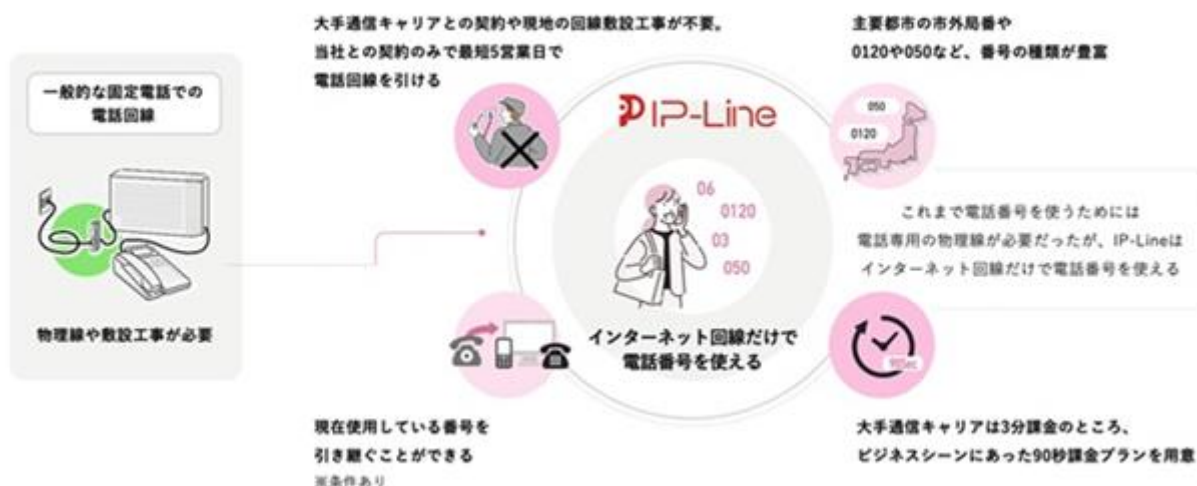 大手通信キャリアとの契約や現地の回線敷設工事が不要。
当社との契約のみで最短5営業日で
電話回線を引ける
主要都市の市外局番や
0120や050など、番号の種類が豊富
一般的な固定電話での
電話回線
物理線や敷設工事が必要
IP-Line
050
0120
06
0120
03
050
インターネット回線だけで
電話番号を使える
これまで電話番号を使うためには
電話専用の物理線が必要だったが、IP-Lineは
インターネット回線だけで電話番号を使える
90sec
現在使用している番号を
引き継ぐことができる
※条件あり
大手通信キャリアは3分課金のところ、
ビジネスシーンにあった90秒課金プランを用意